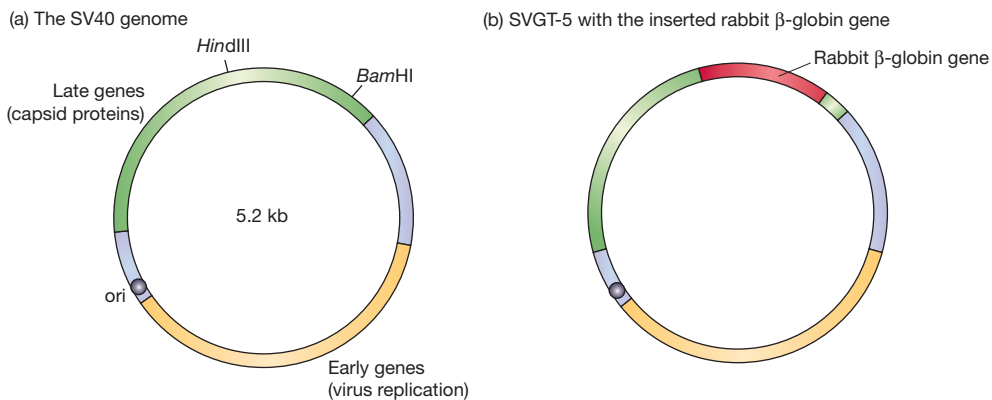 (a) The SV40 genome
HindIII
BamHI
Late genes
(capsid proteins)
5.2 kb
ori
Early genes
(virus replication)
(b) SVGT-5 with the inserted rabbit β-globin gene
Rabbit β-globin gene